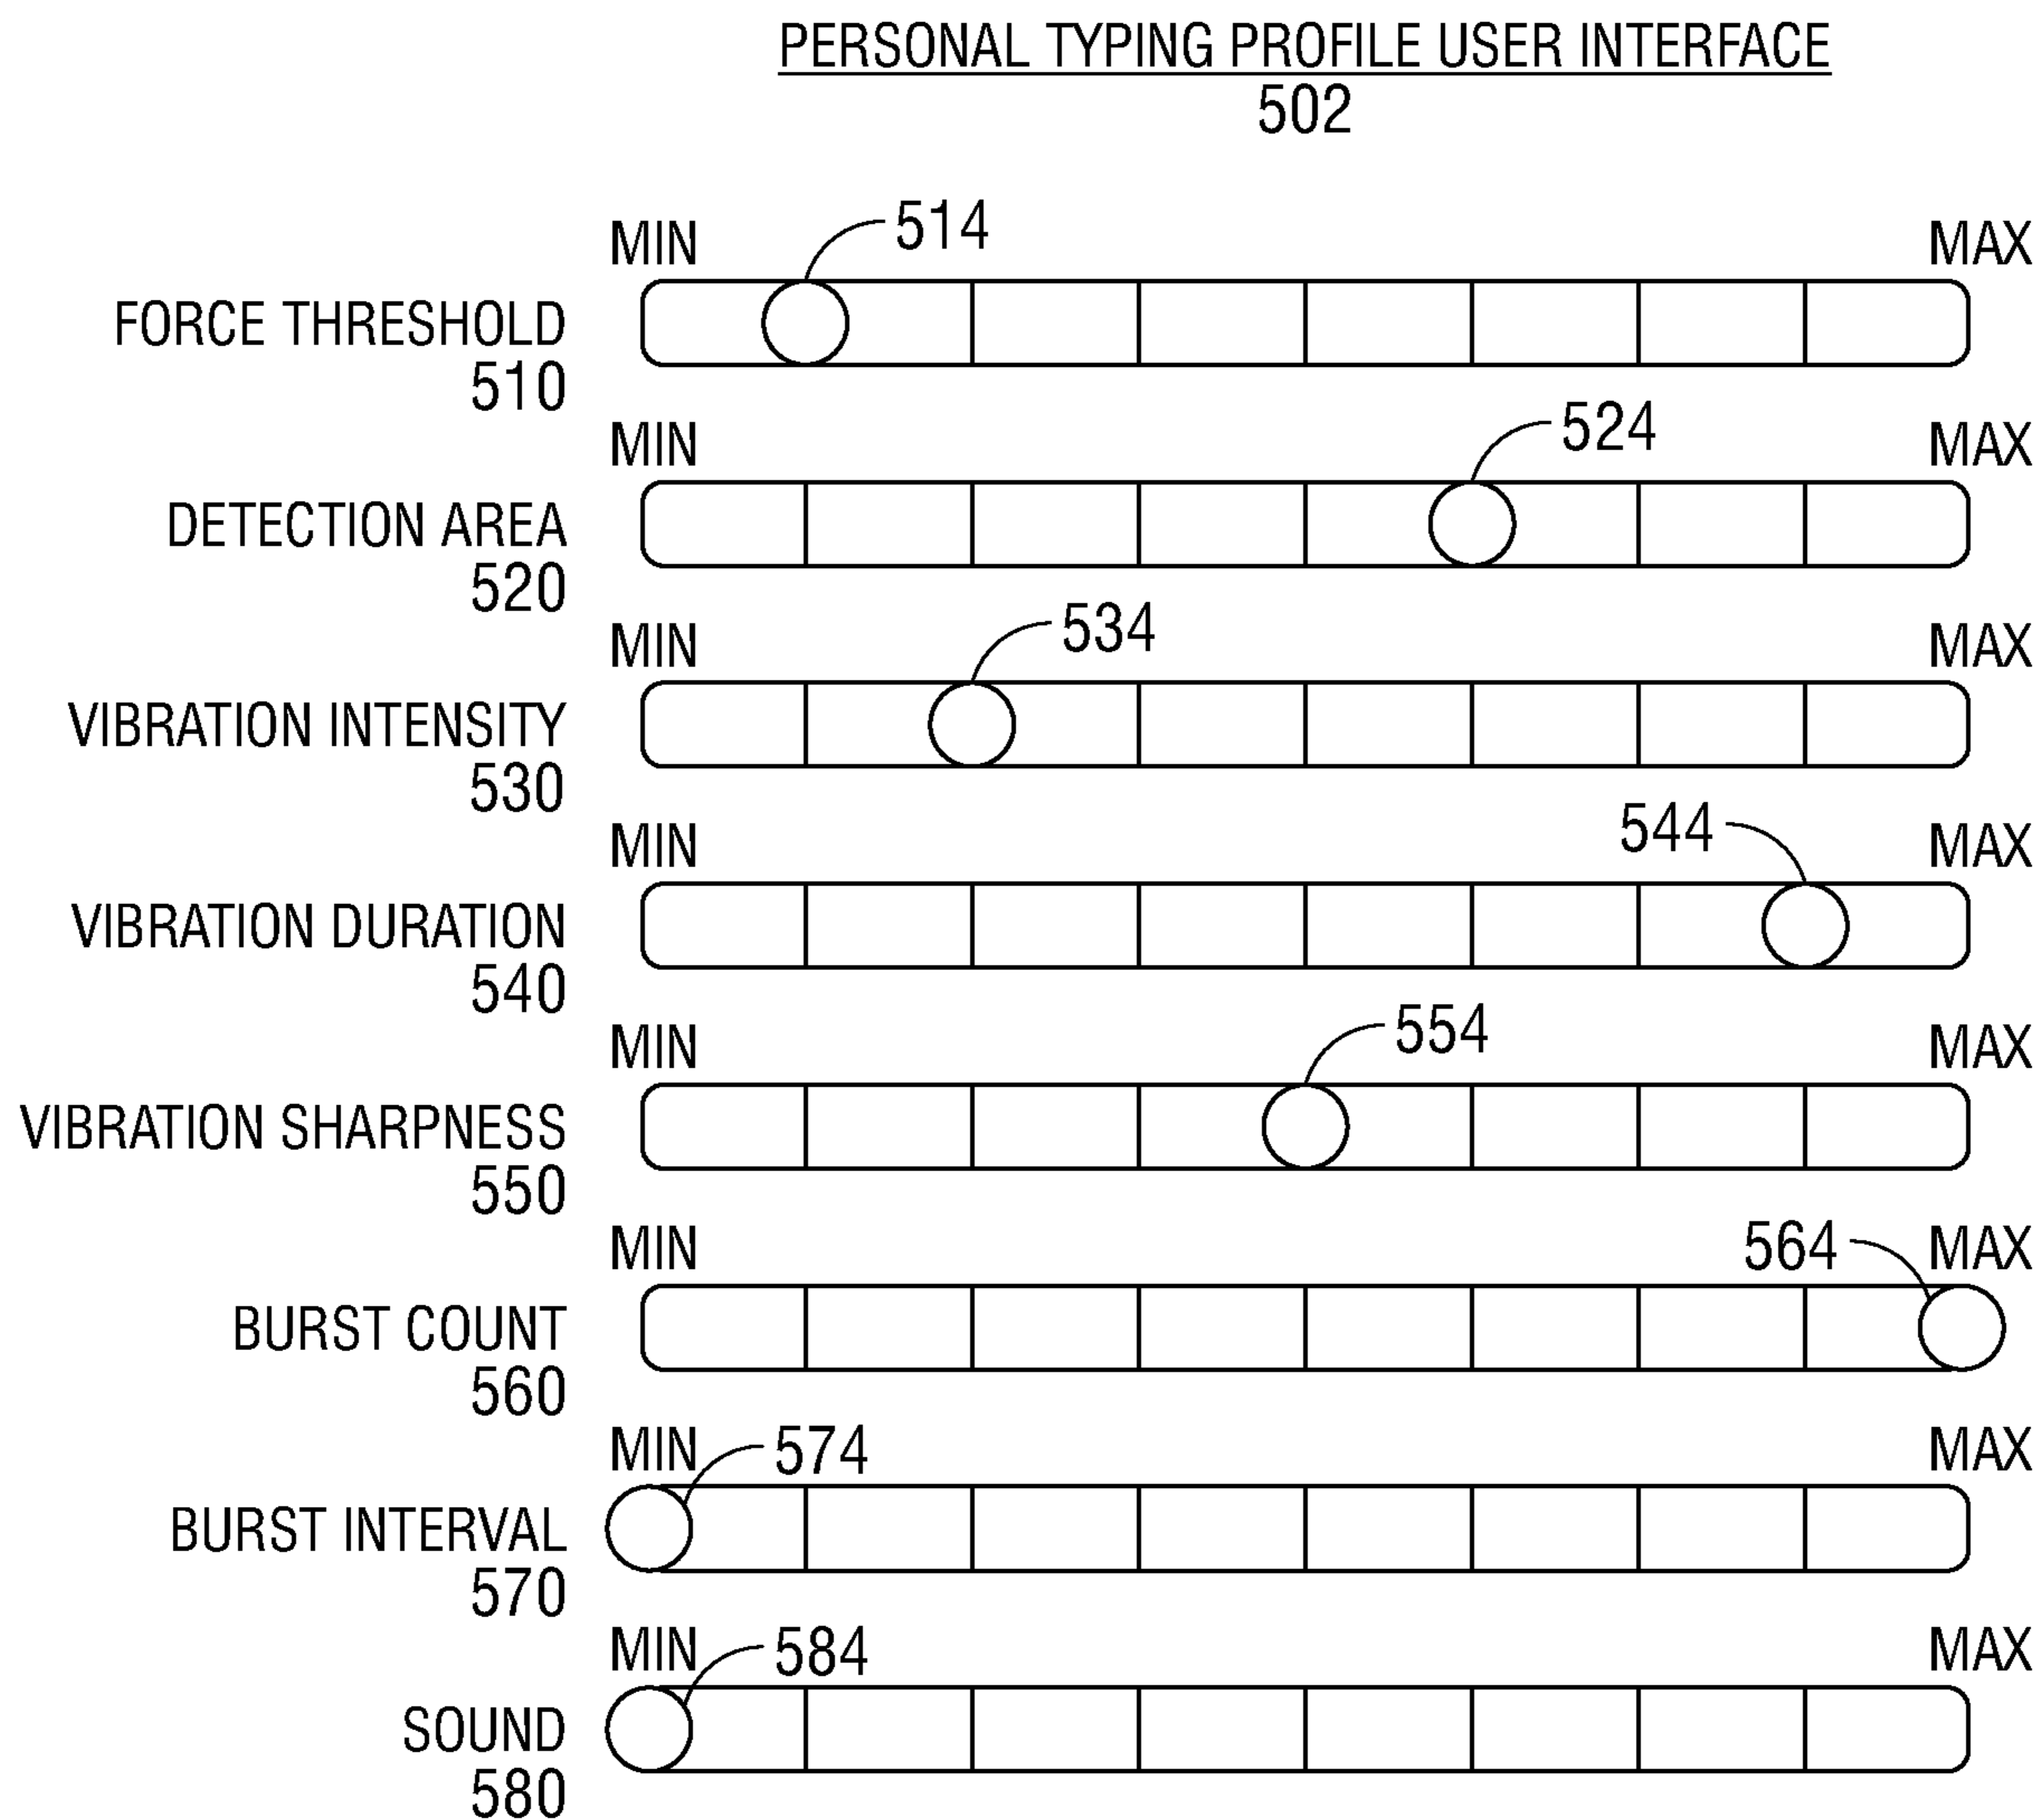 PERSONAL TYPING PROFILE USER INTERFACE
502
MIN 514 MAX
FORCE THRESHOLD
510
MIN 524 MAX
DETECTION AREA
520
MIN 534 MAX
VIBRATION INTENSITY
530
MIN 544 MAX
VIBRATION DURATION
540
MIN 554 MAX
VIBRATION SHARPNESS
550
MIN 564 MAX
BURST COUNT
560
MIN 574 MAX
BURST INTERVAL
570
MIN 584 MAX
SOUND
580